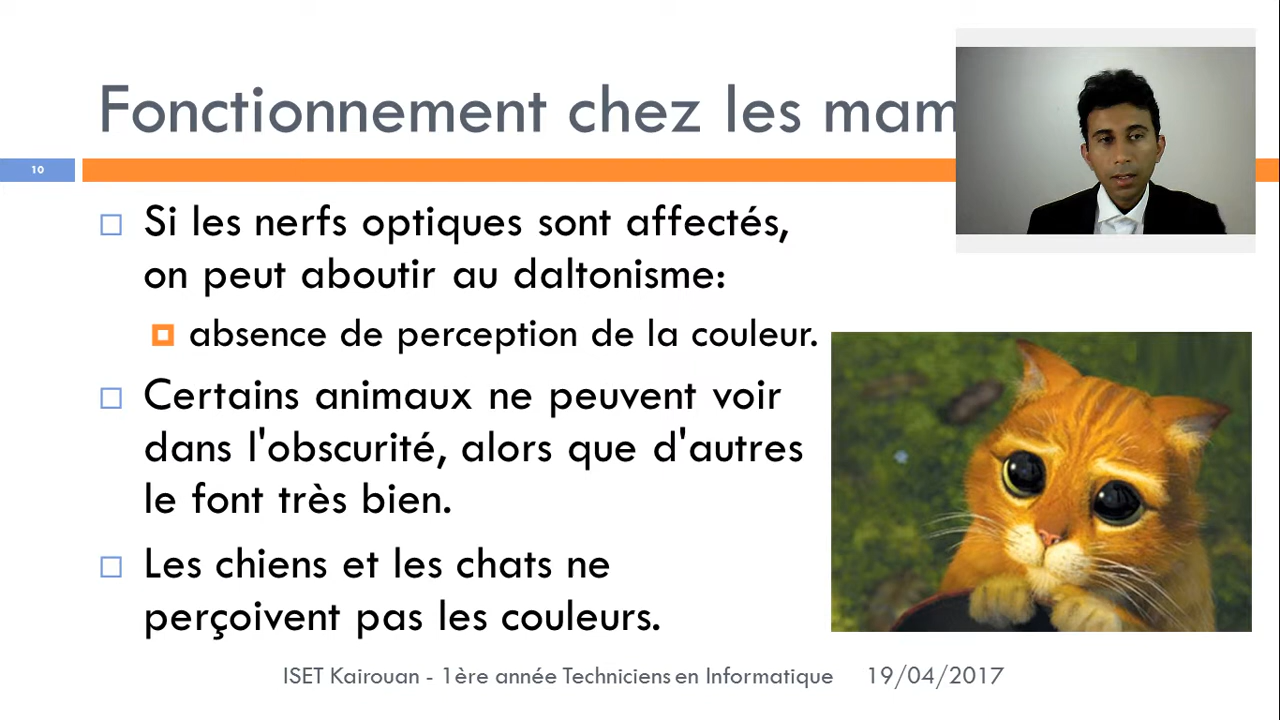 Fonctionnement chez les mam
10
Si les nerfs optiques sont affectés,
on peut aboutir au daltonisme:
absence de perception de la couleur.
Certains animaux ne peuvent voir
dans l'obscurité, alors que d'autres
le font très bien.
Les chiens et les chats ne
perçoivent pas les couleurs.
ISET Kairouan - 1ère année Techniciens en Informatique 19/04/2017